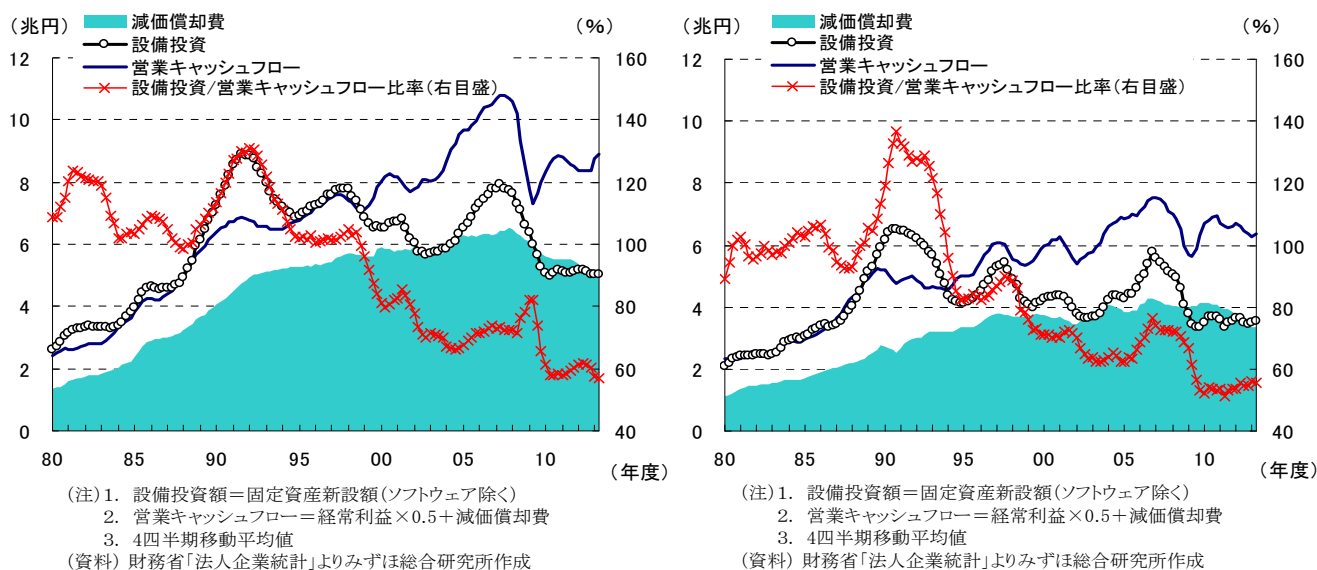 （兆円）
（%）
減価償却費
設備投資
営業キャッシュフロー
設備投資/営業キャッシュフロー比率（右目盛）
12
10
8
6
4
2
0
160
140
120
100
80
60
40
80 85 90 95 00 05 10
（年度）
（注）1. 設備投資額＝固定資産新設額（ソフトウェア除く）
2. 営業キャッシュフロー＝経常利益×0.5＋減価償却費
3. 4四半期移動平均値
（資料）財務省「法人企業統計」よりみずほ総合研究所作成
（兆円）
（%）
減価償却費
設備投資
営業キャッシュフロー
設備投資/営業キャッシュフロー比率（右目盛）
12
10
8
6
4
2
0
160
140
120
100
80
60
40
80 85 90 95 00 05 10
（年度）
（注）1. 設備投資額＝固定資産新設額（ソフトウェア除く）
2. 営業キャッシュフロー＝経常利益×0.5＋減価償却費
3. 4四半期移動平均値
（資料）財務省「法人企業統計」よりみずほ総合研究所作成